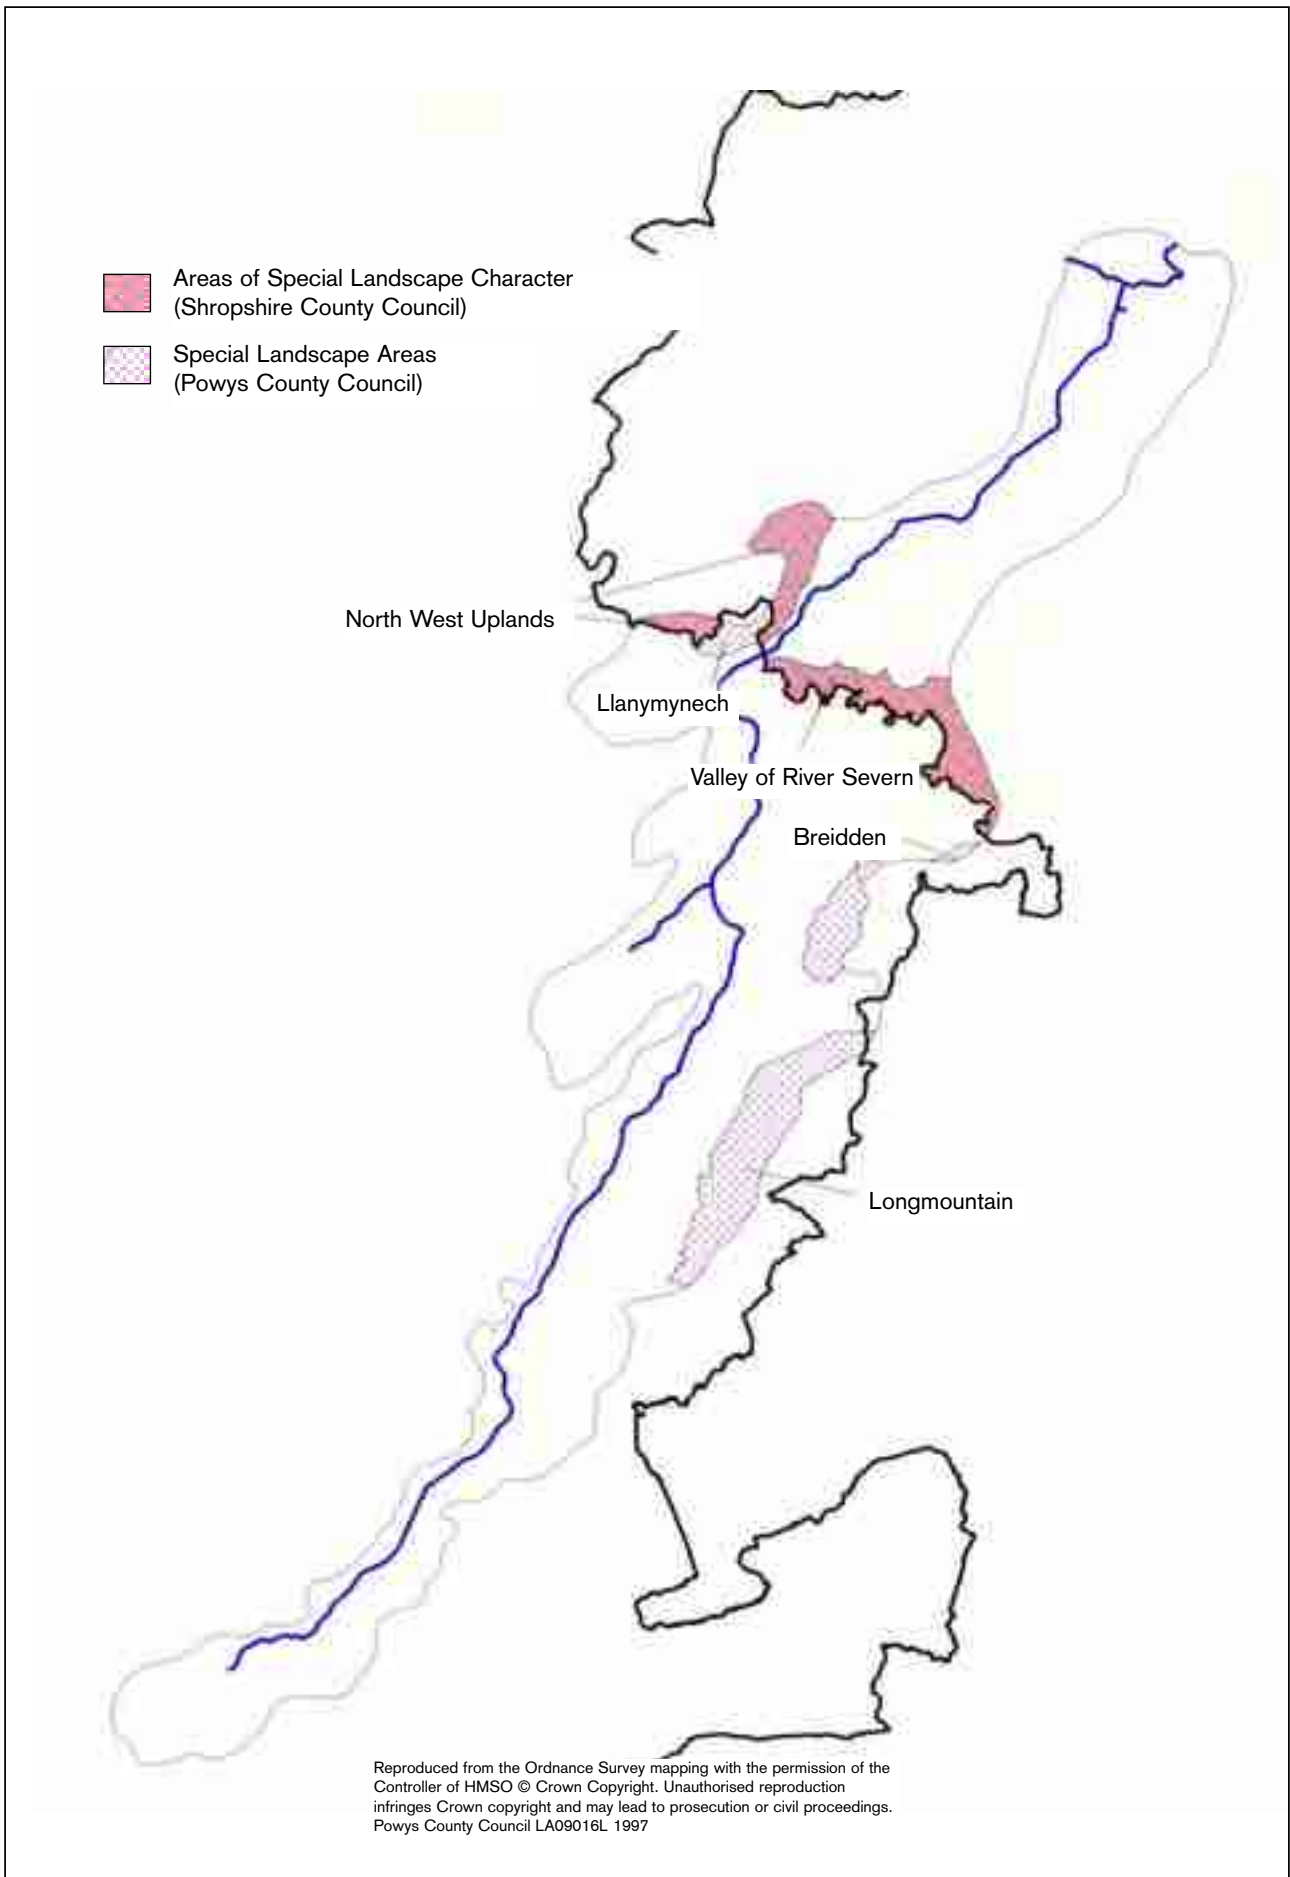 Areas of Special Landscape Character
(Shropshire County Council)
Special Landscape Areas
(Powys County Council)
North West Uplands
Llanymynech
Valley of River Severn
Breidden
Longmountain
Reproduced from the Ordnance Survey mapping with the permission of the
Controller of HMSO © Crown Copyright. Unauthorised reproduction
infringes Crown copyright and may lead to prosecution or civil proceedings.
Powys County Council LA09016L 1997